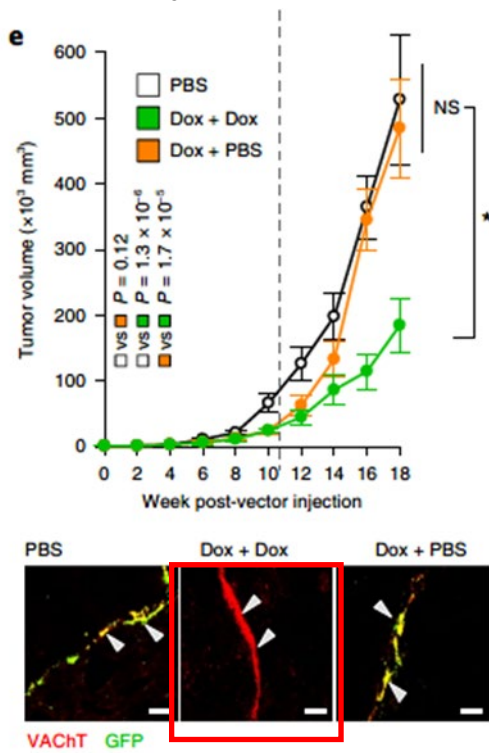 e
600
500
400
300
200
100
0
Tumor volume (×10³ mm³)
PBS
Dox + Dox
Dox + PBS
vs P = 0.12
vs P = 1.3 × 10⁻⁶
vs P = 1.7 × 10⁻⁵
NS
*
0 2 4 6 8 10 12 14 16 18
Week post-vector injection
PBS Dox + Dox Dox + PBS
VAChT GFP